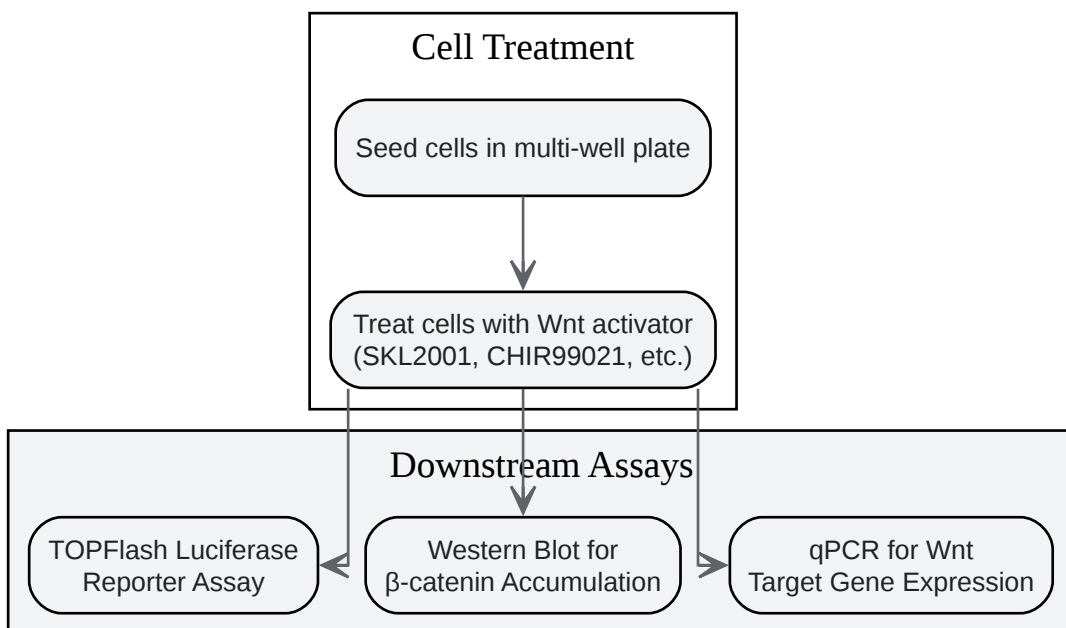 Cell Treatment
Seed cells in multi-well plate
Treat cells with Wnt activator
(SKL2001, CHIR99021, etc.)
Downstream Assays
TOPFlash Luciferase
Reporter Assay
Western Blot for
β-catenin Accumulation
qPCR for Wnt
Target Gene Expression